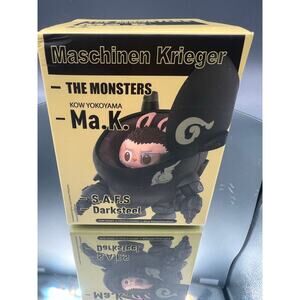 Maschinen Krieger
– THE MONSTERS
KOW YOKOYAMA
– Ma.K.
– S.A.F.S
Darksteel